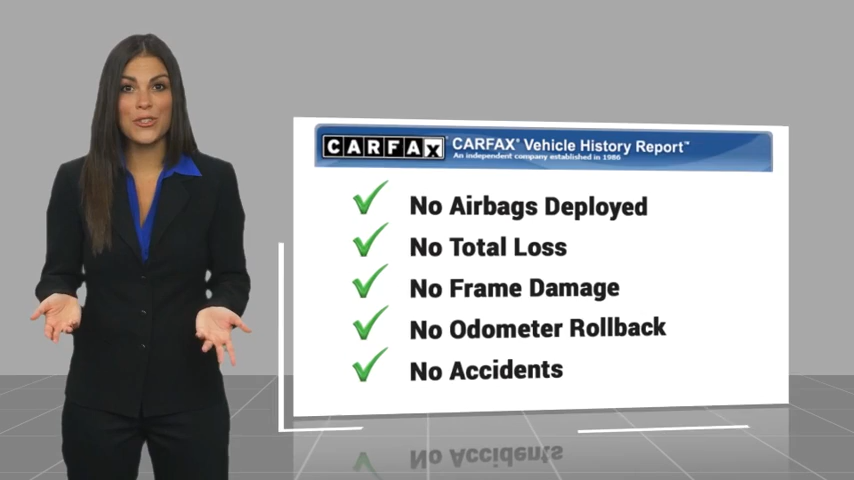 CARFAX CARFAX® Vehicle History Report™
An independent company established in 1986
No Airbags Deployed
No Total Loss
No Frame Damage
No Odometer Rollback
No Accidents
No Accidents